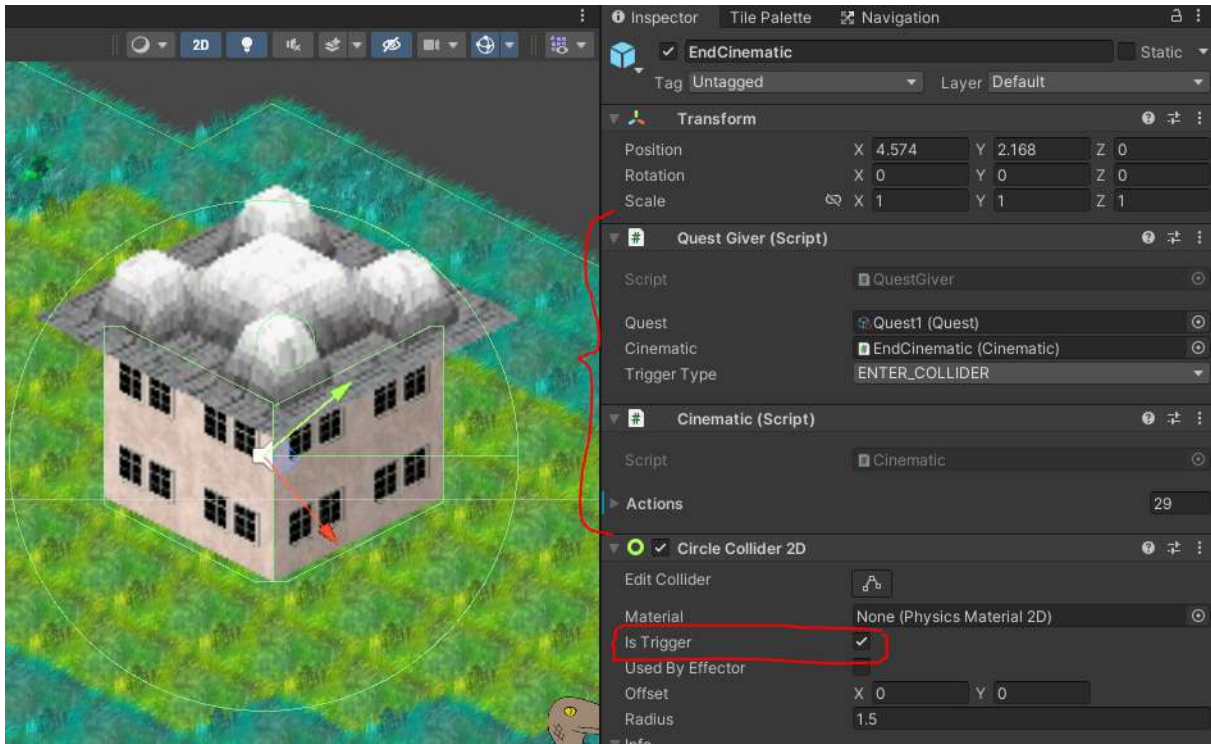 2D
Inspector Tile Palette Navigation
EndCinematic Static
Tag Untagged Layer Default
Transform
Position X 4.574 Y 2.168 Z 0
Rotation X 0 Y 0 Z 0
Scale X 1 Y 1 Z 1
# Quest Giver (Script)
Script QuestGiver
Quest Quest1 (Quest)
Cinematic EndCinematic (Cinematic)
Trigger Type ENTER_COLLIDER
# Cinematic (Script)
Script Cinematic
Actions 29
Circle Collider 2D
Edit Collider
Material None (Physics Material 2D)
Is Trigger
Used By Effector
Offset X 0 Y 0
Radius 1.5
Info